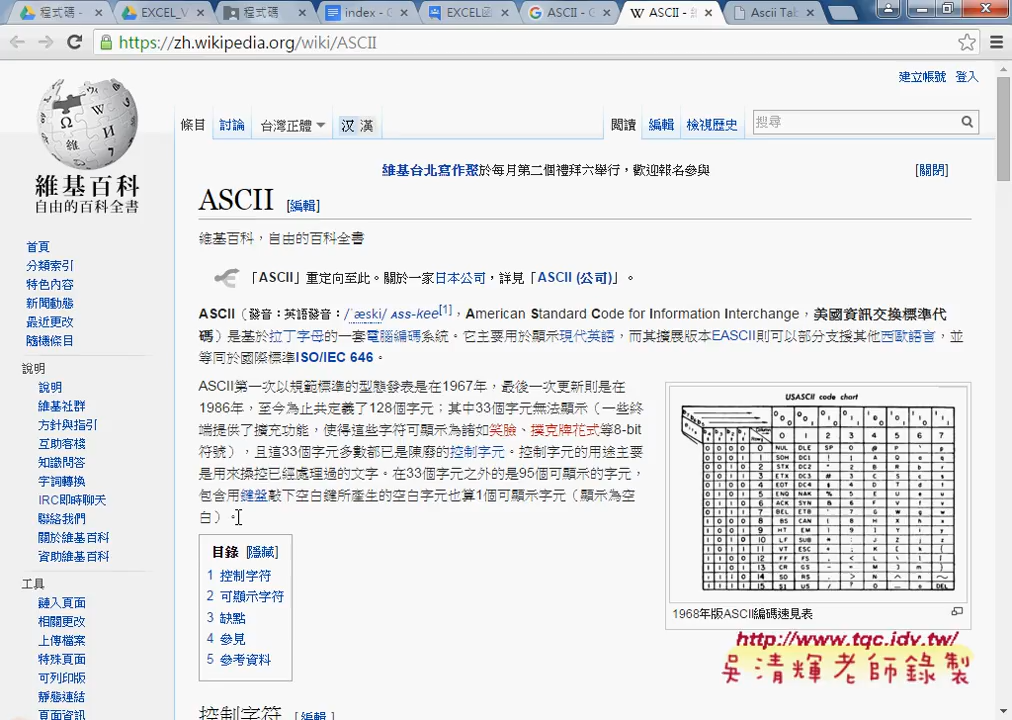 程式碼 -
EXCEL_V
程式碼
index - G
ASCII - G
ASCII -
Ascii Tab
https://zh.wikipedia.org/wiki/ASCII
建立帳號 登入
條目 討論 台灣正體 汉 漢 閱讀 編輯 檢視歷史 搜尋
維基百科
自由的百科全書
維基台北寫作聚於每月第二個禮拜六舉行，歡迎報名參與 [關閉]
ASCII [編輯]
維基百科，自由的百科全書
「ASCII」重定向至此。關於一家日本公司，詳見「ASCII (公司)」。
ASCII（發音：英語發音：/ˈæski/ ASS-kee[1]，American Standard Code for Information Interchange，美國資訊交換標準代
碼）是基於拉丁字母的一套電腦編碼系統。它主要用於顯示現代英語，而其擴展版本EASCII則可以部分支援其他西歐語言，並
等同於國際標準ISO/IEC 646。
ASCII第一次以規範標準的型態發表是在1967年，最後一次更新則是在
1986年，至今為止共定義了128個字元；其中33個字元無法顯示（一些終
端提供了擴充功能，使得這些字符可顯示為諸如笑臉、撲克牌花式等8-bit
符號），且這33個字元多數都已是陳廢的控制字元。控制字元的用途主要
是用來操控已經處理過的文字。在33個字元之外的是95個可顯示的字元，
包含用鍵盤敲下空白鍵所產生的空白字元也算1個可顯示字元（顯示為空
白）。
目錄 [隱藏]
1 控制字符
2 可顯示字符
3 缺點
4 參見
5 參考資料
控制字符 [編輯]
首頁
分類索引
特色內容
新聞動態
最近更改
隨機條目
說明
說明
維基社群
方針與指引
互助客棧
知識問答
字詞轉換
IRC即時聊天
聯絡我們
關於維基百科
資助維基百科
工具
鏈入頁面
相關更改
上傳檔案
特殊頁面
可列印版
靜態連結
頁面資訊
USASCII code chart
1968年版ASCII編碼速見表
http://www.tqc.idv.tw/
吳清輝老師錄製